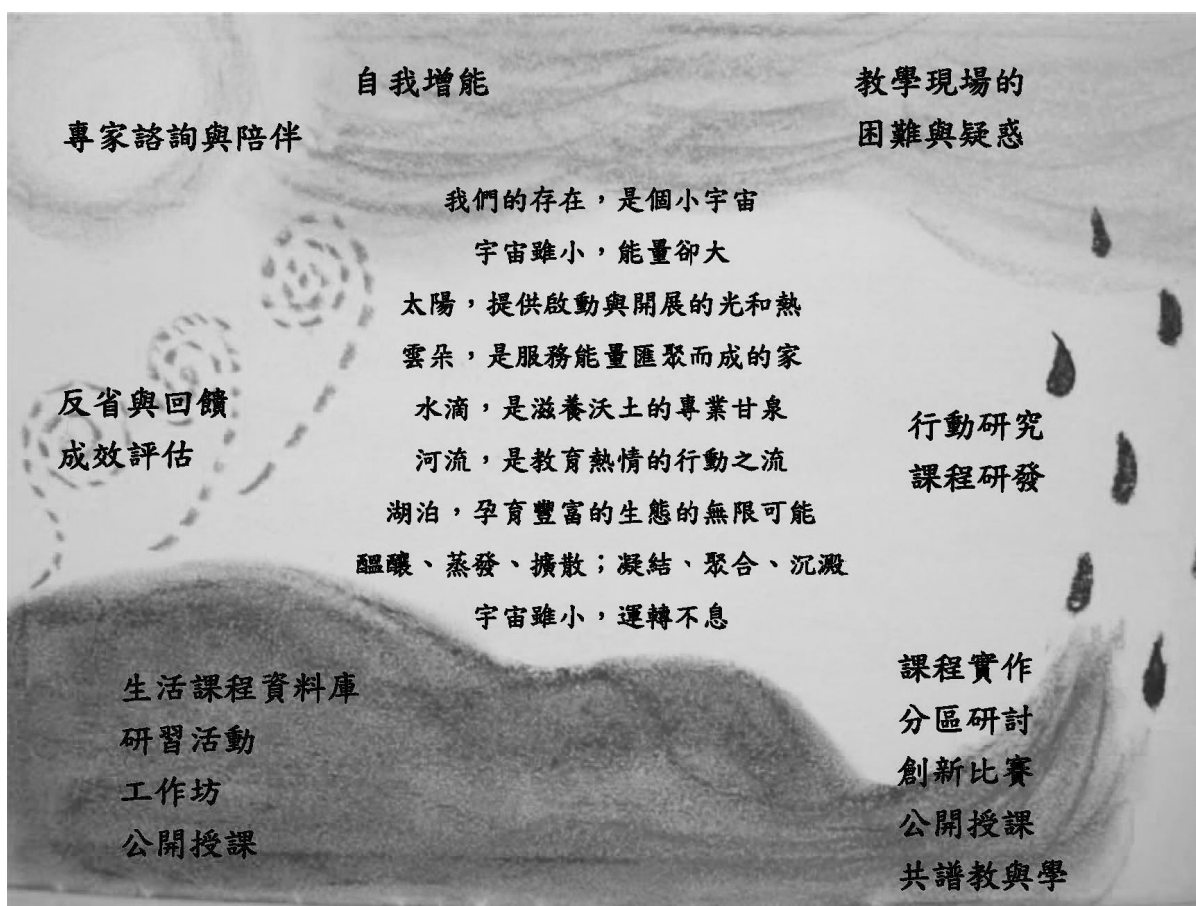 自我增能
專家諮詢與陪伴
教學現場的
困難與疑惑
我們的存在，是個小宇宙
宇宙雖小，能量卻大
太陽，提供啟動與開展的光和熱
雲朵，是服務能量匯聚而成的家
水滴，是滋養沃土的專業甘泉
河流，是教育熱情的行動之流
湖泊，孕育豐富的生態的無限可能
醞釀、蒸發、擴散；凝結、聚合、沉澱
宇宙雖小，運轉不息
反省與回饋
成效評估
行動研究
課程研發
生活課程資料庫
研習活動
工作坊
公開授課
課程實作
分區研討
創新比賽
公開授課
共譜教與學